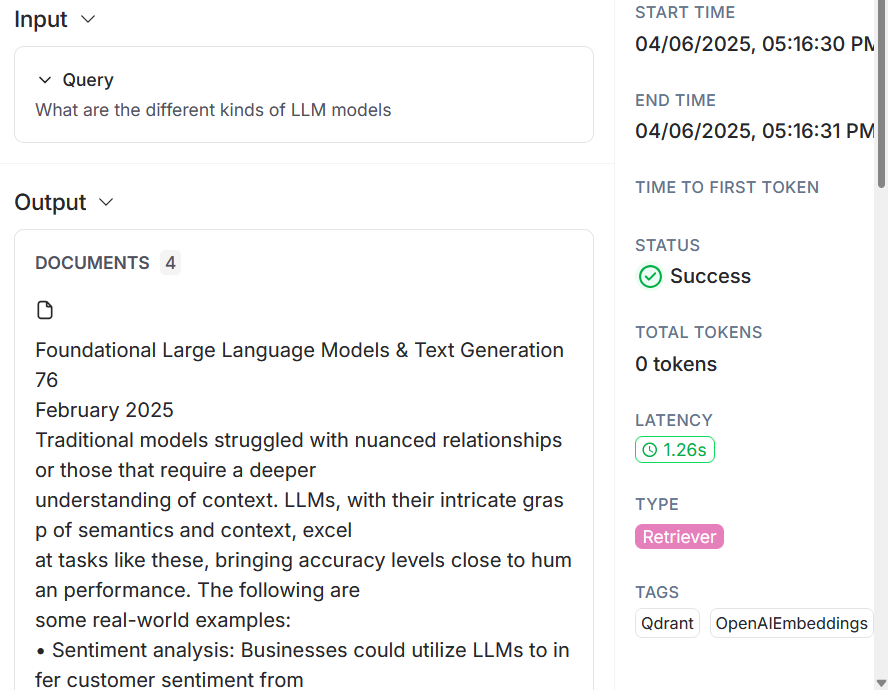 Input
Query
What are the different kinds of LLM models
Output
DOCUMENTS 4
Foundational Large Language Models & Text Generation
76
February 2025
Traditional models struggled with nuanced relationships
or those that require a deeper
understanding of context. LLMs, with their intricate gras
p of semantics and context, excel
at tasks like these, bringing accuracy levels close to hum
an performance. The following are
some real-world examples:
• Sentiment analysis: Businesses could utilize LLMs to in
fer customer sentiment from
START TIME
04/06/2025, 05:16:30 PM
END TIME
04/06/2025, 05:16:31 PM
TIME TO FIRST TOKEN
STATUS
Success
TOTAL TOKENS
0 tokens
LATENCY
1.26s
TYPE
Retriever
TAGS
Qdrant OpenAIEmbeddings